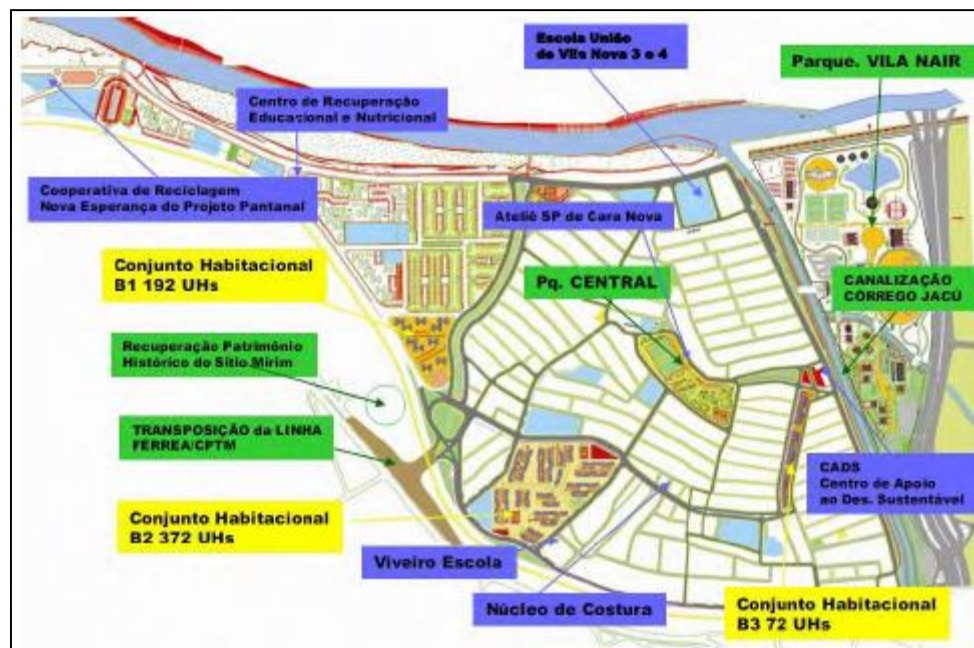 Escola União
de Vila Nova 3 e 4
Parque. VILA NAIR
Centro de Recuperação
Educacional e Nutricional
Cooperativa de Reciclagem
Nova Esperança do Projeto Pantanal
Ateliê SP de Cara Nova
Conjunto Habitacional
B1 192 UHs
Pq. CENTRAL
CANALIZAÇÃO
CÓRREGO JACÚ
Recuperação Patrimônio
Histórico do Sítio Mirim
TRANSPOSIÇÃO da LINHA
FÉRREA/CPTM
CADS
Centro de Apoio
ao Des. Sustentável
Conjunto Habitacional
B2 372 UHs
Viveiro Escola
Núcleo de Costura
Conjunto Habitacional
B3 72 UHs